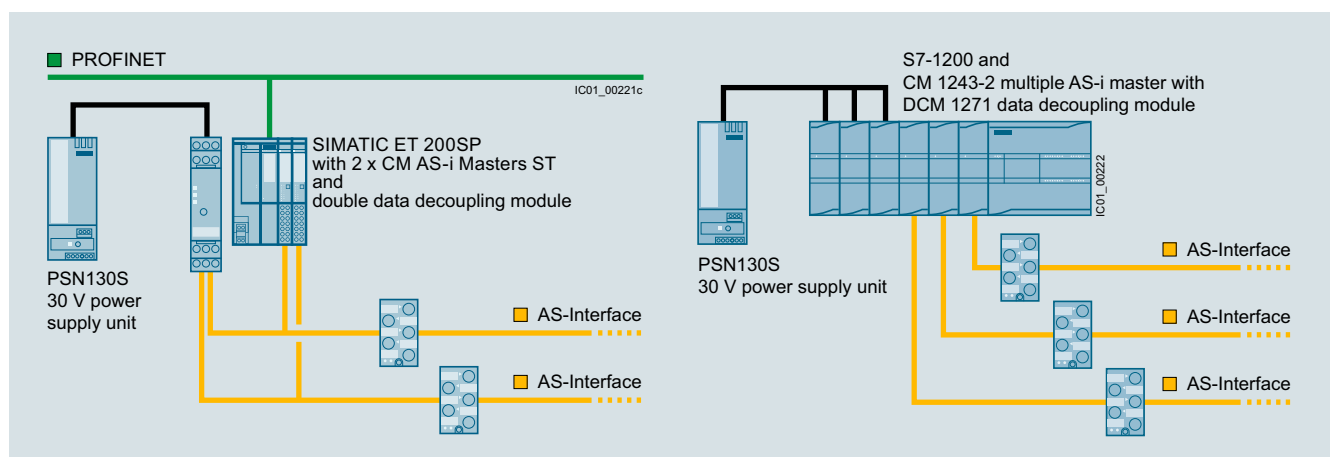 PROFINET
IC01_00221c
SIMATIC ET 200SP
with 2 x CM AS-i Masters ST
and
double data decoupling module
PSN130S
30 V power
supply unit
AS-Interface
AS-Interface
S7-1200 and
CM 1243-2 multiple AS-i master with
DCM 1271 data decoupling module
IC01_00222
PSN130S
30 V power supply unit
AS-Interface
AS-Interface
AS-Interface